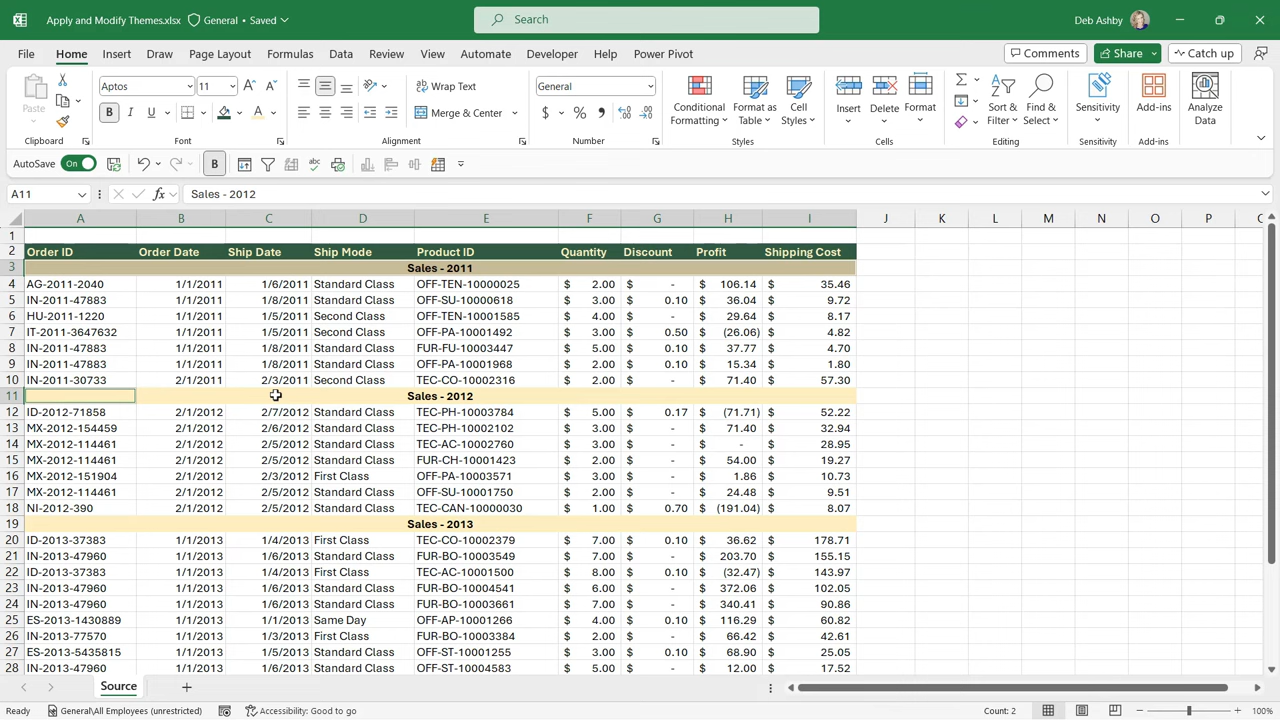 Apply and Modify Themes.xlsx General • Saved Search Deb Ashby
File Home Insert Draw Page Layout Formulas Data Review View Automate Developer Help Power Pivot Comments Share Catch up
Paste Aptos 11 Wrap Text General Conditional Formatting Format as Table Cell Styles Insert Delete Format Sort & Filter Find & Select Sensitivity Add-ins Analyze Data
B I U Merge & Center $ %
Clipboard Font Alignment Number Styles Cells Editing Sensitivity Add-ins
AutoSave On B
A11 fx Sales - 2012
A B C D E F G H I J K L M N O P
1
2 Order ID Order Date Ship Date Ship Mode Product ID Quantity Discount Profit Shipping Cost
3 Sales - 2011
4 AG-2011-2040 1/1/2011 1/6/2011 Standard Class OFF-TEN-10000025 $ 2.00 $ - $ 106.14 $ 35.46
5 IN-2011-47883 1/1/2011 1/8/2011 Standard Class OFF-SU-10000618 $ 3.00 $ 0.10 $ 36.04 $ 9.72
6 HU-2011-1220 1/1/2011 1/5/2011 Second Class OFF-TEN-10001585 $ 4.00 $ - $ 29.64 $ 8.17
7 IT-2011-3647632 1/1/2011 1/5/2011 Second Class OFF-PA-10001492 $ 3.00 $ 0.50 $ (26.06) $ 4.82
8 IN-2011-47883 1/1/2011 1/8/2011 Standard Class FUR-FU-10003447 $ 5.00 $ 0.10 $ 37.77 $ 4.70
9 IN-2011-47883 1/1/2011 1/8/2011 Standard Class OFF-PA-10001968 $ 2.00 $ 0.10 $ 15.34 $ 1.80
10 IN-2011-30733 2/1/2011 2/3/2011 Second Class TEC-CO-10002316 $ 2.00 $ - $ 71.40 $ 57.30
11 Sales - 2012
12 ID-2012-71858 2/1/2012 2/7/2012 Standard Class TEC-PH-10003784 $ 5.00 $ 0.17 $ (71.71) $ 52.22
13 MX-2012-154459 2/1/2012 2/6/2012 Standard Class TEC-PH-10002102 $ 3.00 $ - $ 71.40 $ 32.94
14 MX-2012-114461 2/1/2012 2/5/2012 Standard Class TEC-AC-10002760 $ 3.00 $ - $ - $ 28.95
15 MX-2012-114461 2/1/2012 2/5/2012 Standard Class FUR-CH-10001423 $ 2.00 $ - $ 54.00 $ 19.27
16 MX-2012-151904 2/1/2012 2/3/2012 First Class OFF-PA-10003571 $ 3.00 $ - $ 1.86 $ 10.73
17 MX-2012-114461 2/1/2012 2/5/2012 Standard Class OFF-SU-10001750 $ 2.00 $ - $ 24.48 $ 9.51
18 NI-2012-390 2/1/2012 2/5/2012 Standard Class TEC-CAN-10000030 $ 1.00 $ 0.70 $ (191.04) $ 8.07
19 Sales - 2013
20 ID-2013-37383 1/1/2013 1/4/2013 First Class TEC-CO-10002379 $ 7.00 $ 0.10 $ 36.62 $ 178.71
21 IN-2013-47960 1/1/2013 1/6/2013 Standard Class FUR-BO-10003549 $ 7.00 $ - $ 203.70 $ 155.15
22 ID-2013-37383 1/1/2013 1/4/2013 First Class TEC-AC-10001500 $ 8.00 $ 0.10 $ (32.47) $ 143.97
23 IN-2013-47960 1/1/2013 1/6/2013 Standard Class FUR-BO-10004541 $ 6.00 $ - $ 372.06 $ 102.05
24 IN-2013-47960 1/1/2013 1/6/2013 Standard Class FUR-BO-10003661 $ 7.00 $ - $ 340.41 $ 90.86
25 ES-2013-1430889 1/1/2013 1/1/2013 Same Day OFF-AP-10001266 $ 4.00 $ 0.10 $ 116.29 $ 60.82
26 IN-2013-77570 1/1/2013 1/3/2013 First Class FUR-BO-10003384 $ 2.00 $ - $ 66.42 $ 42.61
27 ES-2013-5435815 1/1/2013 1/5/2013 Standard Class OFF-ST-10001255 $ 3.00 $ 0.10 $ 68.90 $ 25.05
28 IN-2013-47960 1/1/2013 1/6/2013 Standard Class OFF-ST-10004583 $ 5.00 $ - $ 12.00 $ 17.52
Source
Ready General\All Employees (unrestricted) Accessibility: Good to go Count: 2 100%